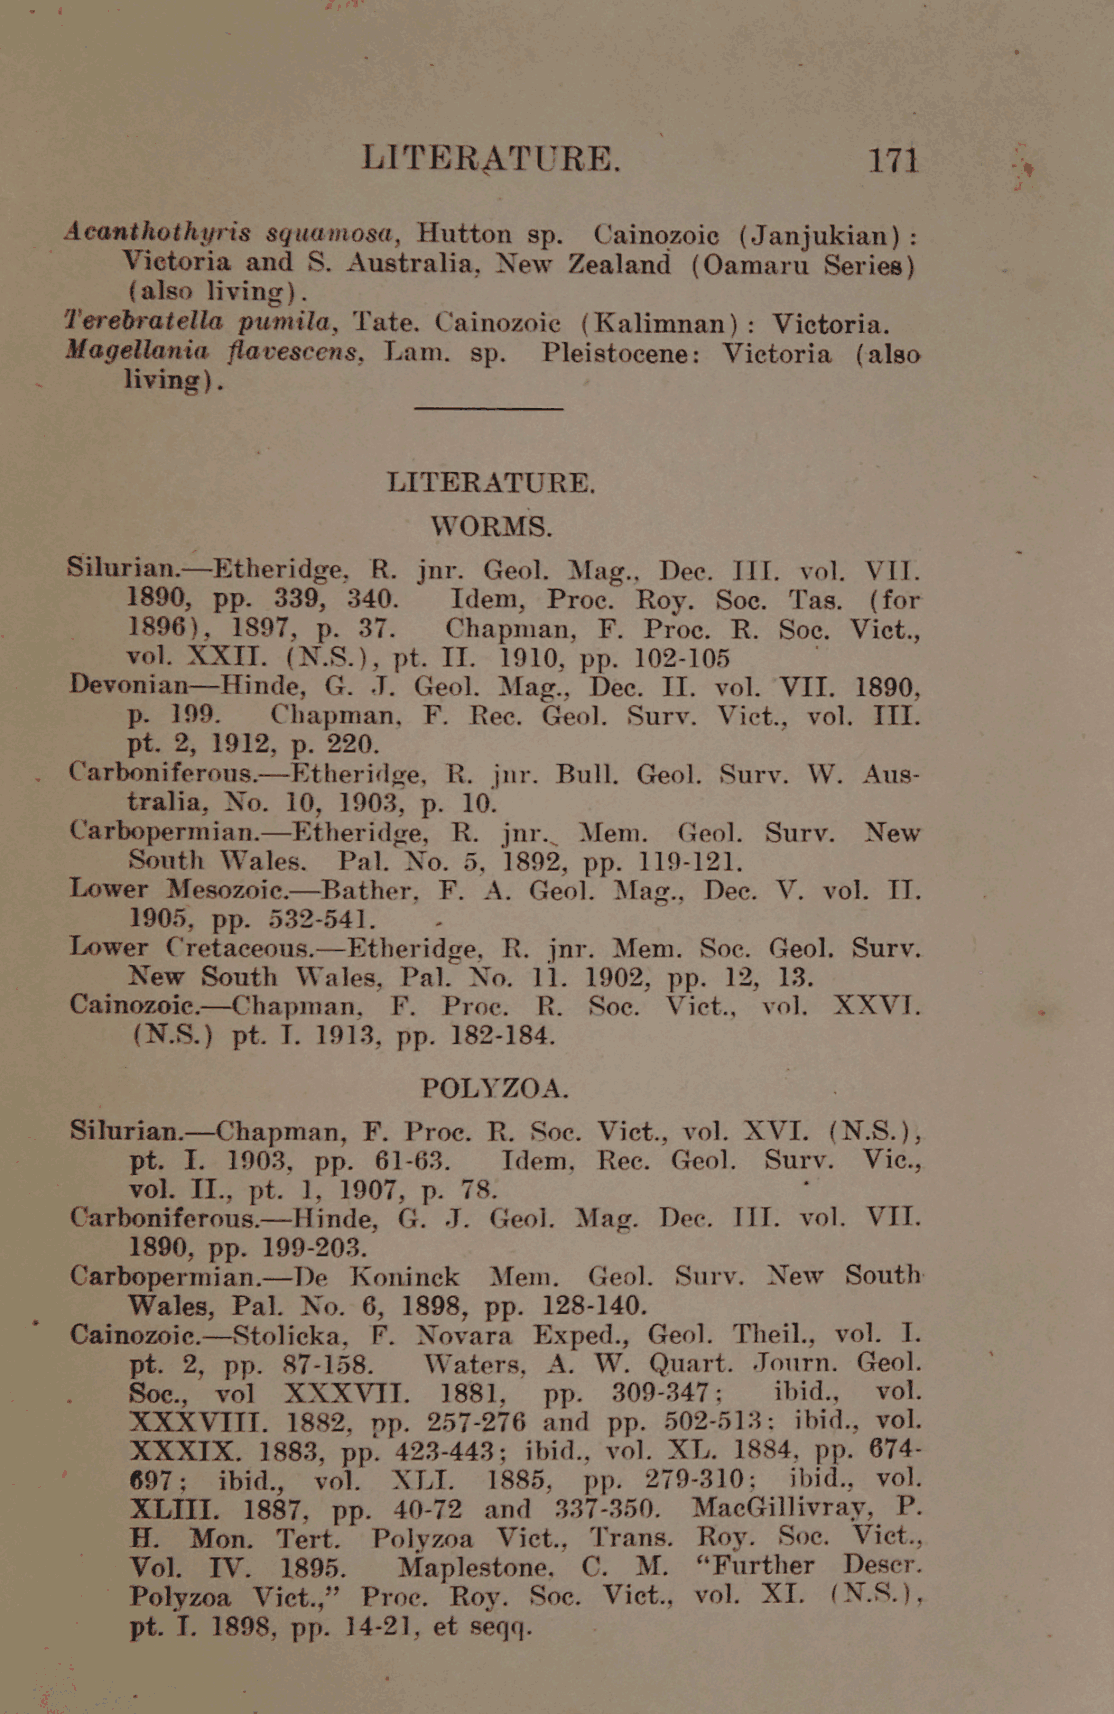 LITERATURE. 171
Acanthothyris squamosa, Hutton sp. Cainozoic (Janjukian):
Victoria and S. Australia, New Zealand (Oamaru Series)
(also living).
Terebratella pumila, Tate. Cainozoic (Kalimnan): Victoria.
Magellania flavescens, Lam. sp. Pleistocene: Victoria (also
living).
LITERATURE.
WORMS.
Silurian.—Etheridge, R. jnr. Geol. Mag., Dec. III. vol. VII.
1890, pp. 339, 340. Idem, Proc. Roy. Soc. Tas. (for
1896), 1897, p. 37. Chapman, F. Proc. R. Soc. Vict.,
vol. XXII. (N.S.), pt. II. 1910, pp. 102-105
Devonian—Hinde, G. J. Geol. Mag., Dec. II. vol. VII. 1890,
p. 199. Chapman, F. Rec. Geol. Surv. Vict., vol. III.
pt. 2, 1912, p. 220.
Carboniferous.—Etheridge, R. jnr. Bull. Geol. Surv. W. Aus-
tralia, No. 10, 1903, p. 10.
Carbopermian.—Etheridge, R. jnr. Mem. Geol. Surv. New
South Wales. Pal. No. 5, 1892, pp. 119-121.
Lower Mesozoic.—Bather, F. A. Geol. Mag., Dec. V. vol. II.
1905, pp. 532-541.
Lower Cretaceous.—Etheridge, R. jnr. Mem. Soc. Geol. Surv.
New South Wales, Pal. No. 11. 1902, pp. 12, 13.
Cainozoic.—Chapman, F. Proc. R. Soc. Vict., vol. XXVI.
(N.S.) pt. I. 1913, pp. 182-184.
POLYZOA.
Silurian.—Chapman, F. Proc. R. Soc. Vict., vol. XVI. (N.S.),
pt. I. 1903, pp. 61-63. Idem, Rec. Geol. Surv. Vic.,
vol. II., pt. 1, 1907, p. 78.
Carboniferous.—Hinde, G. J. Geol. Mag. Dec. III. vol. VII.
1890, pp. 199-203.
Carbopermian.—De Koninck Mem. Geol. Surv. New South
Wales, Pal. No. 6, 1898, pp. 128-140.
Cainozoic.—Stolicka, F. Novara Exped., Geol. Theil., vol. I.
pt. 2, pp. 87-158. Waters, A. W. Quart. Journ. Geol.
Soc., vol XXXVII. 1881, pp. 309-347; ibid., vol.
XXXVIII. 1882, pp. 257-276 and pp. 502-513; ibid., vol.
XXXIX. 1883, pp. 423-443; ibid., vol. XL. 1884, pp. 674-
697; ibid., vol. XLI. 1885, pp. 279-310; ibid., vol.
XLIII. 1887, pp. 40-72 and 337-350. MacGillivray, P.
H. Mon. Tert. Polyzoa Vict., Trans. Roy. Soc. Vict.,
Vol. IV. 1895. Maplestone, C. M. “Further Descr.
Polyzoa Vict.,” Proc. Roy. Soc. Vict., vol. XI. (N.S.),
pt. I. 1898, pp. 14-21, et seqq.